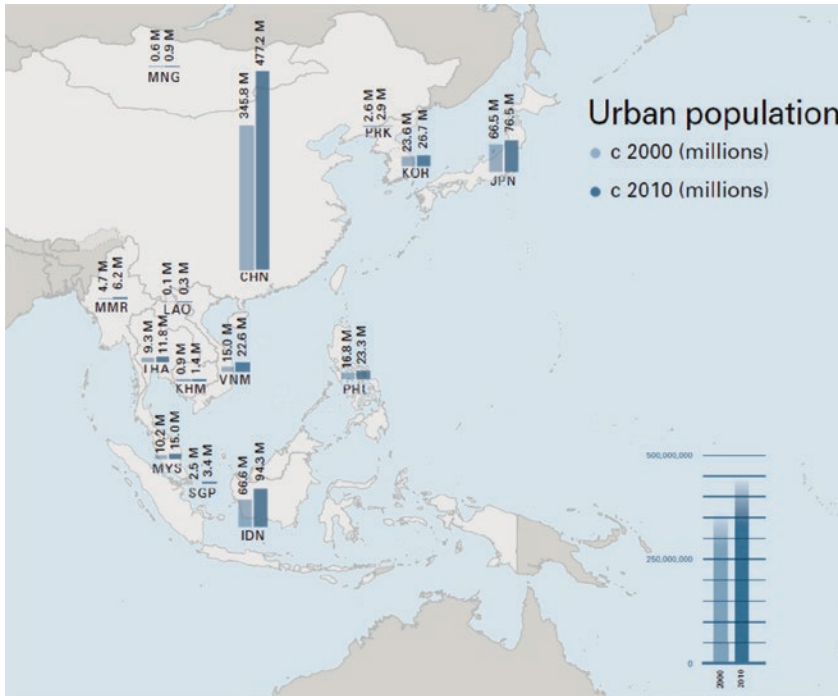 Urban population
c 2000 (millions)
c 2010 (millions)
0.6 M
0.9 M
MNG
345.8 M
477.2 M
CHN
2.6 M
2.9 M
PRK
23.6 M
26.7 M
KOR
66.5 M
76.5 M
JPN
4.7 M
6.2 M
MMR
0.1 M
0.3 M
LAO
9.3 M
11.8 M
THA
0.9 M
1.4 M
KHM
15.0 M
22.6 M
VNM
16.8 M
23.3 M
PHL
10.2 M
15.0 M
MYS
2.5 M
3.4 M
SGP
66.6 M
94.3 M
IDN
500,000,000
250,000,000
0
2000
2010